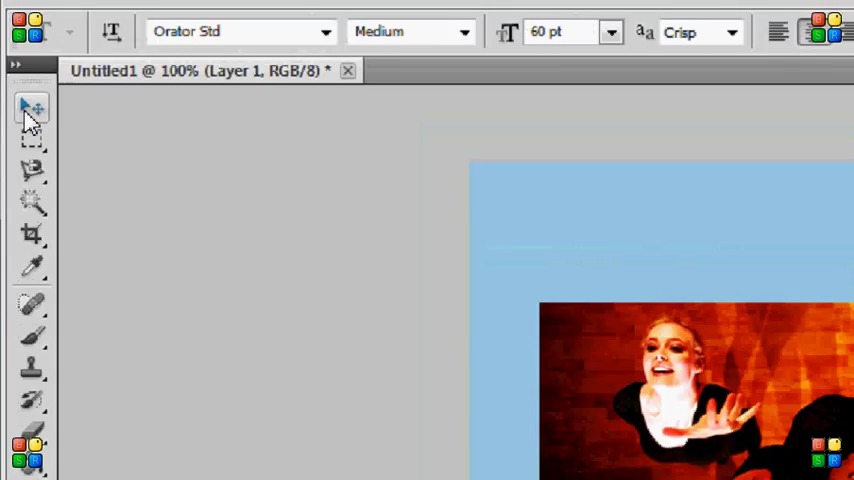 Orator Std Medium 60 pt Crisp
Untitled1 @ 100% (Layer 1, RGB/8) *